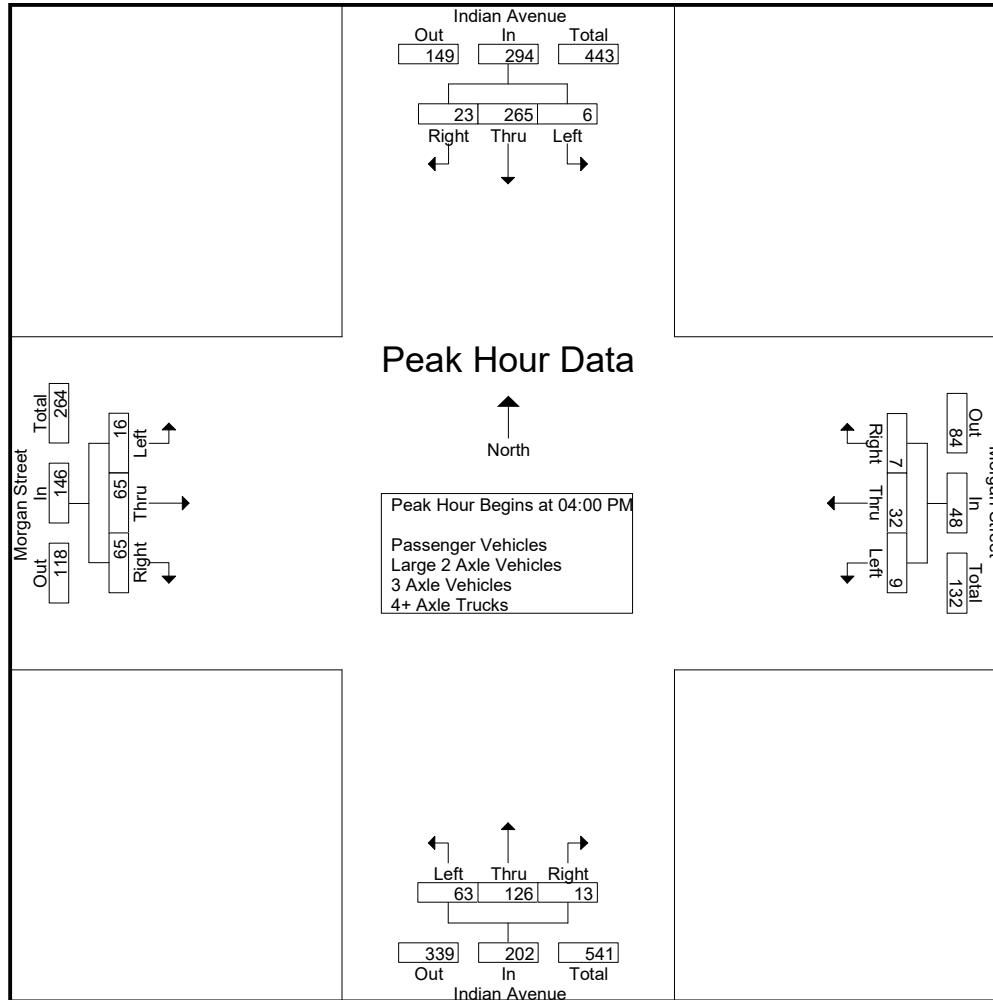 Indian Avenue
Out In Total
149 294 443
23 265 6
Right Thru Left
Peak Hour Data
North
Peak Hour Begins at 04:00 PM
Passenger Vehicles
Large 2 Axle Vehicles
3 Axle Vehicles
4+ Axle Trucks
Morgan Street
Total In Out
264 146 118
16 65 65
Left Thru Right
Out In Total
84 48 132
7 32 9
Right Thru Left
Left Thru Right
63 126 13
339 202 541
Out In Total
Indian Avenue